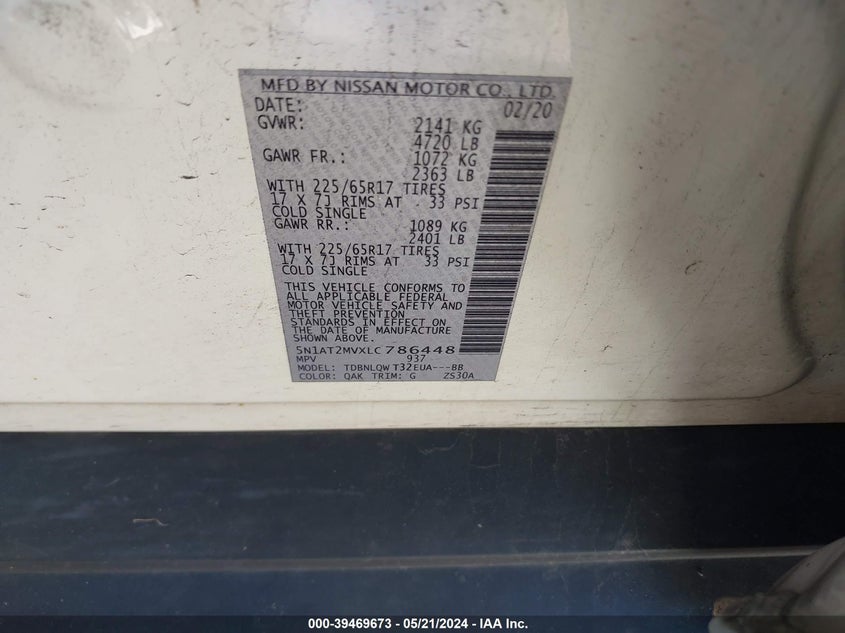 MFD BY NISSAN MOTOR CO., LTD.
DATE: 02/20
GVWR: 2141 KG
4720 LB
GAWR FR.: 1072 KG
2363 LB
WITH 225/65R17 TIRES
17 X 7J RIMS AT 33 PSI
COLD SINGLE
GAWR RR.: 1089 KG
2401 LB
WITH 225/65R17 TIRES
17 X 7J RIMS AT 33 PSI
COLD SINGLE
THIS VEHICLE CONFORMS TO
ALL APPLICABLE FEDERAL
MOTOR VEHICLE SAFETY AND
THEFT PREVENTION
STANDARDS IN EFFECT ON
THE DATE OF MANUFACTURE
SHOWN ABOVE.
5N1AT2MVXLC 786448
MPV 937
MODEL: TDBNLQW T32EUA---BB
COLOR: QAK TRIM: G ZS30A
000-39469673 - 05/21/2024 - IAA Inc.